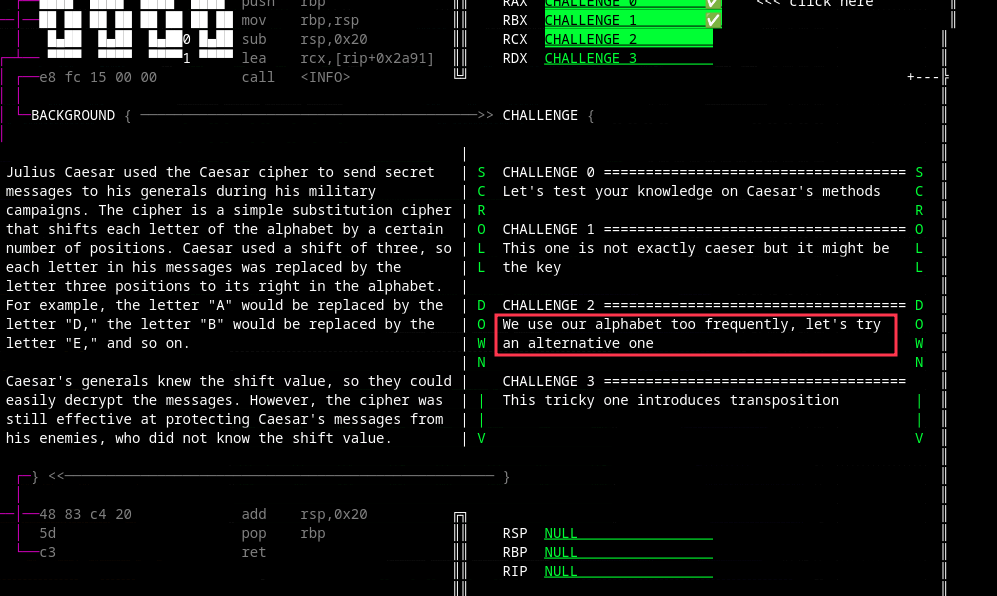 push rbp RAX CHALLENGE 0 ✅ <<< click here
mov rbp,rsp RBX CHALLENGE 1 ✅
0 sub rsp,0x20 RCX CHALLENGE 2
1 lea rcx,[rip+0x2a91] RDX CHALLENGE 3
e8 fc 15 00 00 call <INFO> +---
BACKGROUND { >> CHALLENGE {
Julius Caesar used the Caesar cipher to send secret
messages to his generals during his military
campaigns. The cipher is a simple substitution cipher
that shifts each letter of the alphabet by a certain
number of positions. Caesar used a shift of three, so
each letter in his messages was replaced by the
letter three positions to its right in the alphabet.
For example, the letter "A" would be replaced by the
letter "D," the letter "B" would be replaced by the
letter "E," and so on.
Caesar's generals knew the shift value, so they could
easily decrypt the messages. However, the cipher was
still effective at protecting Caesar's messages from
his enemies, who did not know the shift value.
SCROLL DOWN | | V
CHALLENGE 0 ====================================
Let's test your knowledge on Caesar's methods
CHALLENGE 1 ====================================
This one is not exactly caeser but it might be
the key
CHALLENGE 2 ====================================
We use our alphabet too frequently, let's try
an alternative one
CHALLENGE 3 ====================================
This tricky one introduces transposition
SCROLL DOWN | | V
} << }
48 83 c4 20 add rsp,0x20
5d pop rbp RSP NULL
c3 ret RBP NULL
RIP NULL